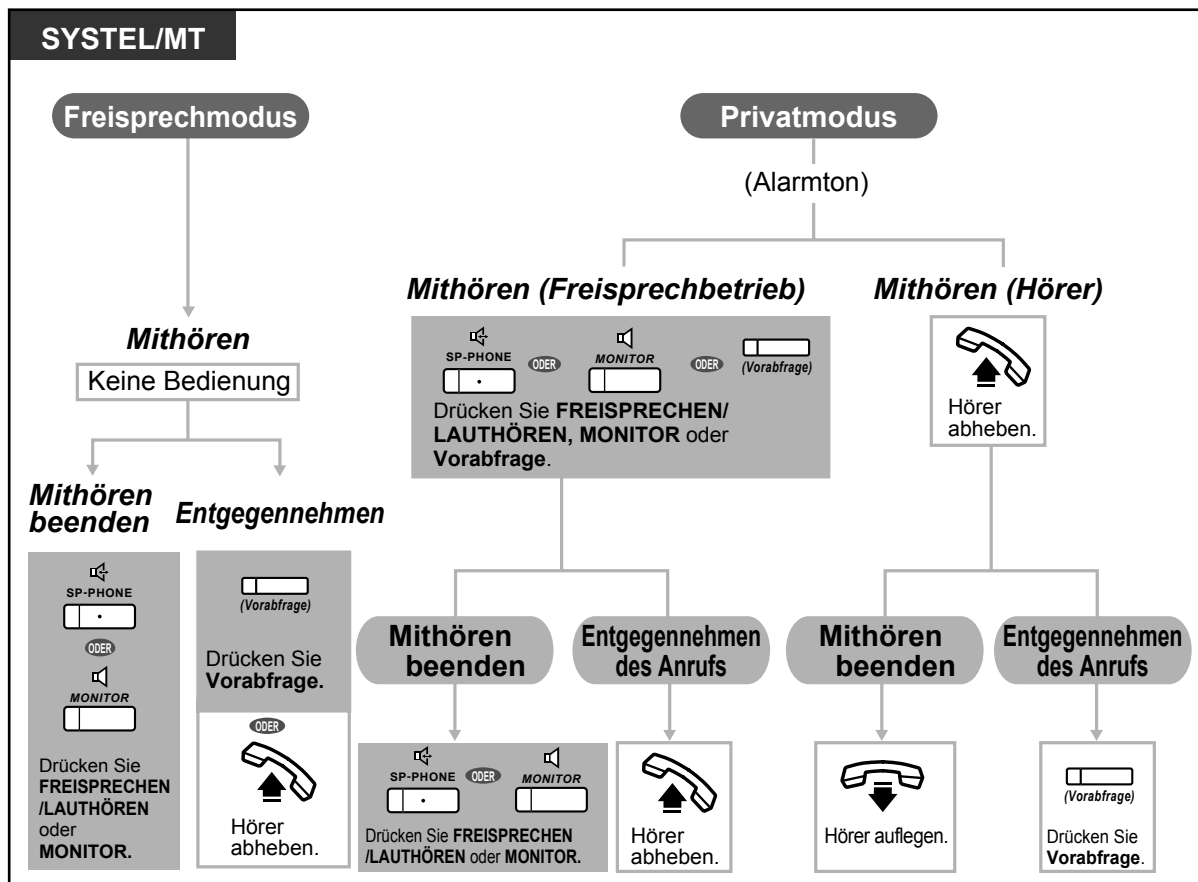 SYSTEL/MT
Freisprechmodus
Mithören
Keine Bedienung
Mithören
beenden
SP-PHONE
ODER
MONITOR
Drücken Sie
FREISPRECHEN
/LAUTHÖREN
oder
MONITOR.
Entgegennehmen
(Vorabfrage)
Drücken Sie
Vorabfrage.
ODER
Hörer
abheben.
Privatmodus
(Alarmton)
Mithören (Freisprechbetrieb)
SP-PHONE ODER MONITOR ODER (Vorabfrage)
Drücken Sie FREISPRECHEN/
LAUTHÖREN, MONITOR oder
Vorabfrage.
Mithören
beenden
SP-PHONE ODER MONITOR
Drücken Sie FREISPRECHEN
/LAUTHÖREN oder MONITOR.
Entgegennehmen
des Anrufs
Hörer
abheben.
Mithören (Hörer)
Hörer
abheben.
Mithören
beenden
Hörer auflegen.
Entgegennehmen
des Anrufs
(Vorabfrage)
Drücken Sie
Vorabfrage.